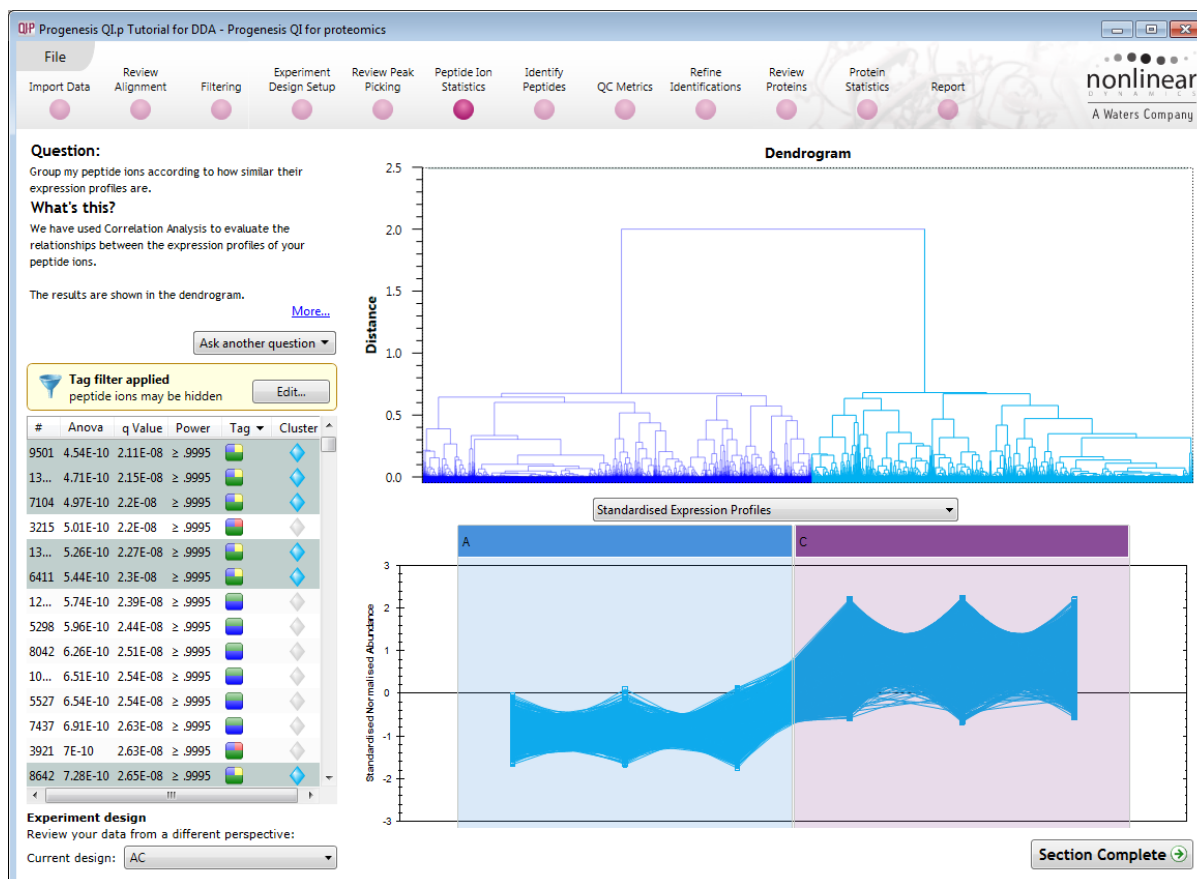 Progenesis QI.p Tutorial for DDA - Progenesis QI for proteomics
File
Import Data
Review Alignment
Filtering
Experiment Design Setup
Review Peak Picking
Peptide Ion Statistics
Identify Peptides
QC Metrics
Refine Identifications
Review Proteins
Protein Statistics
Report
nonlinear
DYNAMICS
A Waters Company
Question:
Group my peptide ions according to how similar their
expression profiles are.
What's this?
We have used Correlation Analysis to evaluate the
relationships between the expression profiles of your
peptide ions.
The results are shown in the dendrogram.
More...
Ask another question
Tag filter applied
peptide ions may be hidden
Edit...
# Anova q Value Power Tag Cluster
9501 4.54E-10 2.11E-08 ≥ .9995
13... 4.71E-10 2.15E-08 ≥ .9995
7104 4.97E-10 2.2E-08 ≥ .9995
3215 5.01E-10 2.2E-08 ≥ .9995
13... 5.26E-10 2.27E-08 ≥ .9995
6411 5.44E-10 2.3E-08 ≥ .9995
12... 5.74E-10 2.39E-08 ≥ .9995
5298 5.96E-10 2.44E-08 ≥ .9995
8042 6.26E-10 2.51E-08 ≥ .9995
10... 6.51E-10 2.54E-08 ≥ .9995
5527 6.54E-10 2.54E-08 ≥ .9995
7437 6.91E-10 2.63E-08 ≥ .9995
3921 7E-10 2.63E-08 ≥ .9995
8642 7.28E-10 2.65E-08 ≥ .9995
Experiment design
Review your data from a different perspective:
Current design: AC
Dendrogram
Distance
2.5
2.0
1.5
1.0
0.5
0.0
Standardised Expression Profiles
A
C
Standardised Normalised Abundance
3
2
1
0
-1
-2
-3
Section Complete